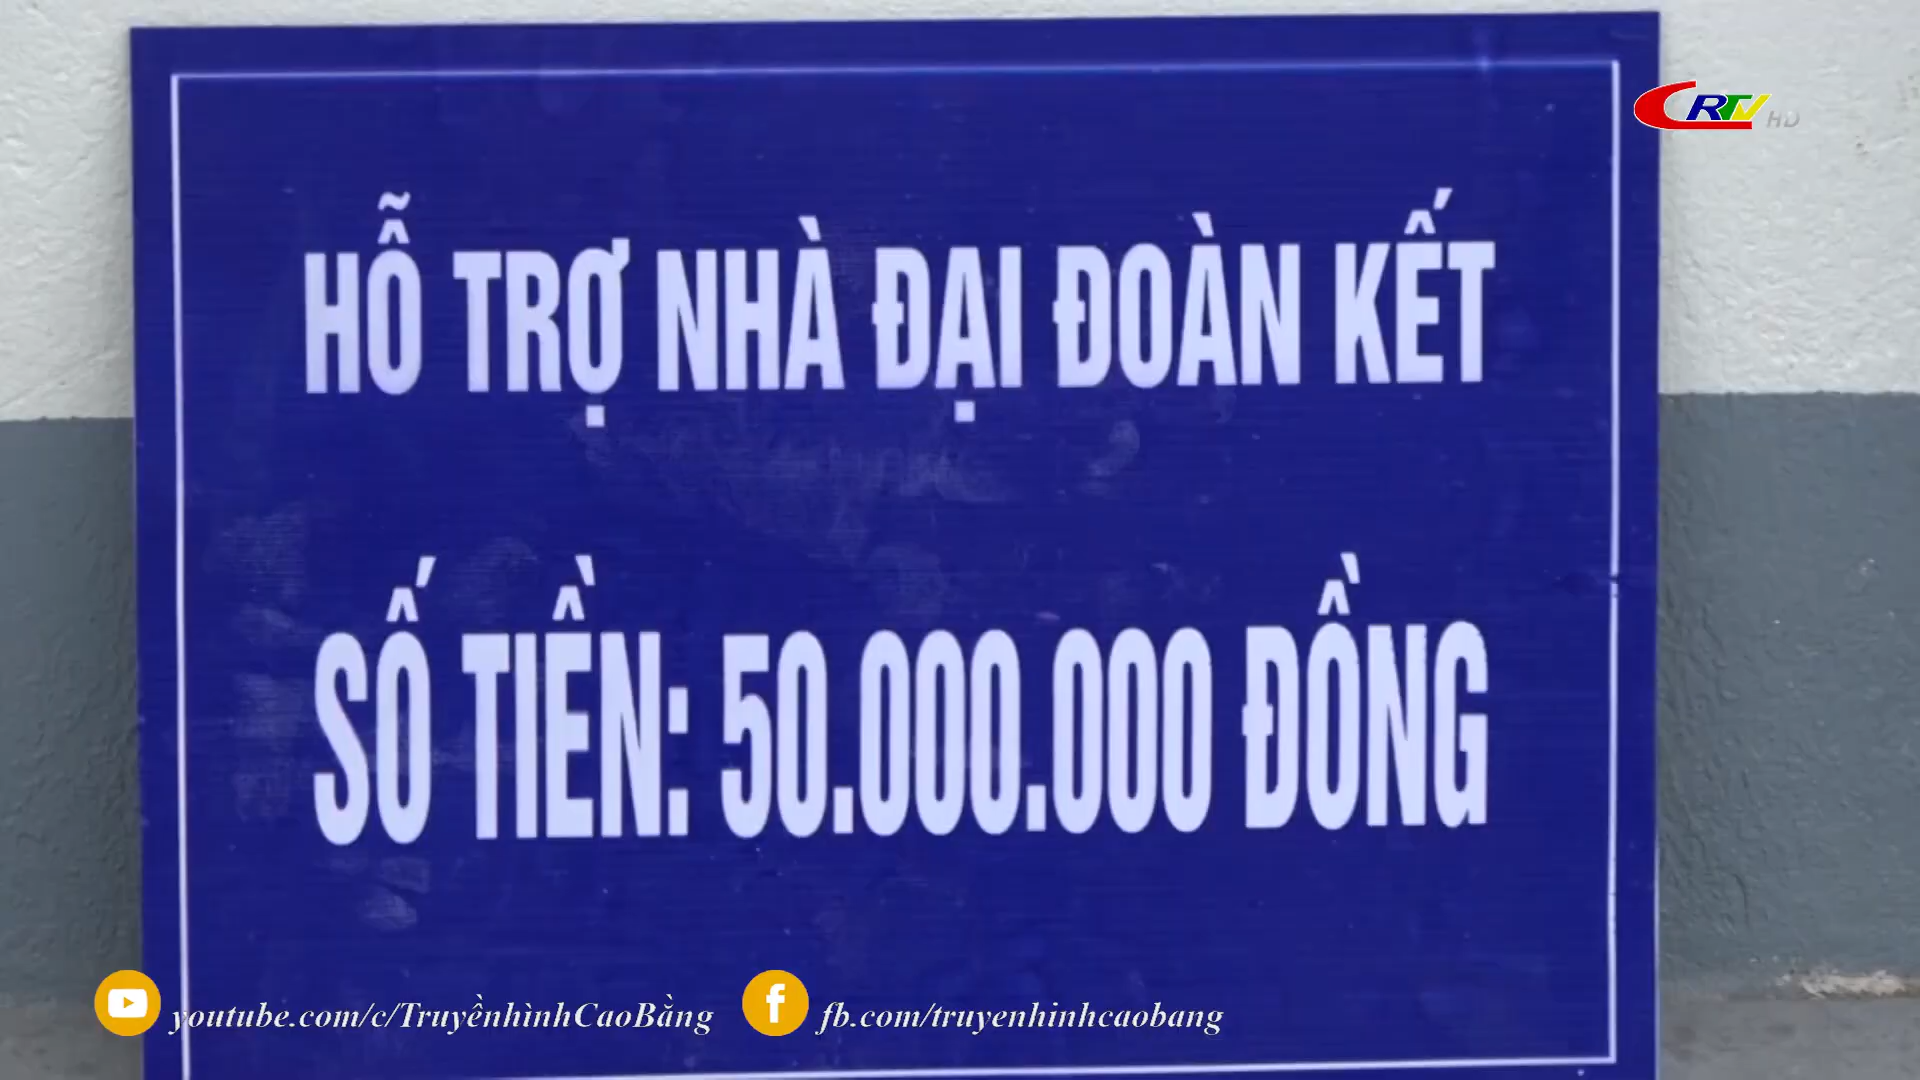 CRTV HD
HỖ TRỢ NHÀ ĐẠI ĐOÀN KẾT
SỐ TIỀN: 50.000.000 ĐỒNG
youtube.com/c/TruyềnhìnhCaoBằng
fb.com/truyenhinhcaobang